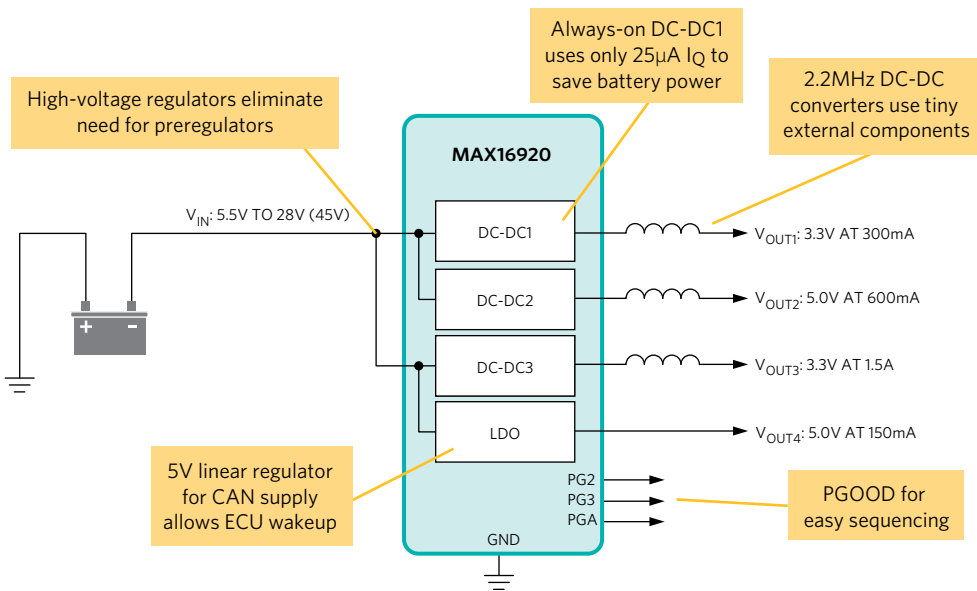 Always-on DC-DC1
uses only 25µA IQ to
save battery power
2.2MHz DC-DC
converters use tiny
external components
High-voltage regulators eliminate
need for preregulators
MAX16920
VIN: 5.5V TO 28V (45V)
DC-DC1
VOUT1: 3.3V AT 300mA
DC-DC2
VOUT2: 5.0V AT 600mA
+ -
DC-DC3
VOUT3: 3.3V AT 1.5A
LDO
VOUT4: 5.0V AT 150mA
5V linear regulator
for CAN supply
allows ECU wakeup
PG2
PG3
PGA
PGOOD for
easy sequencing
GND